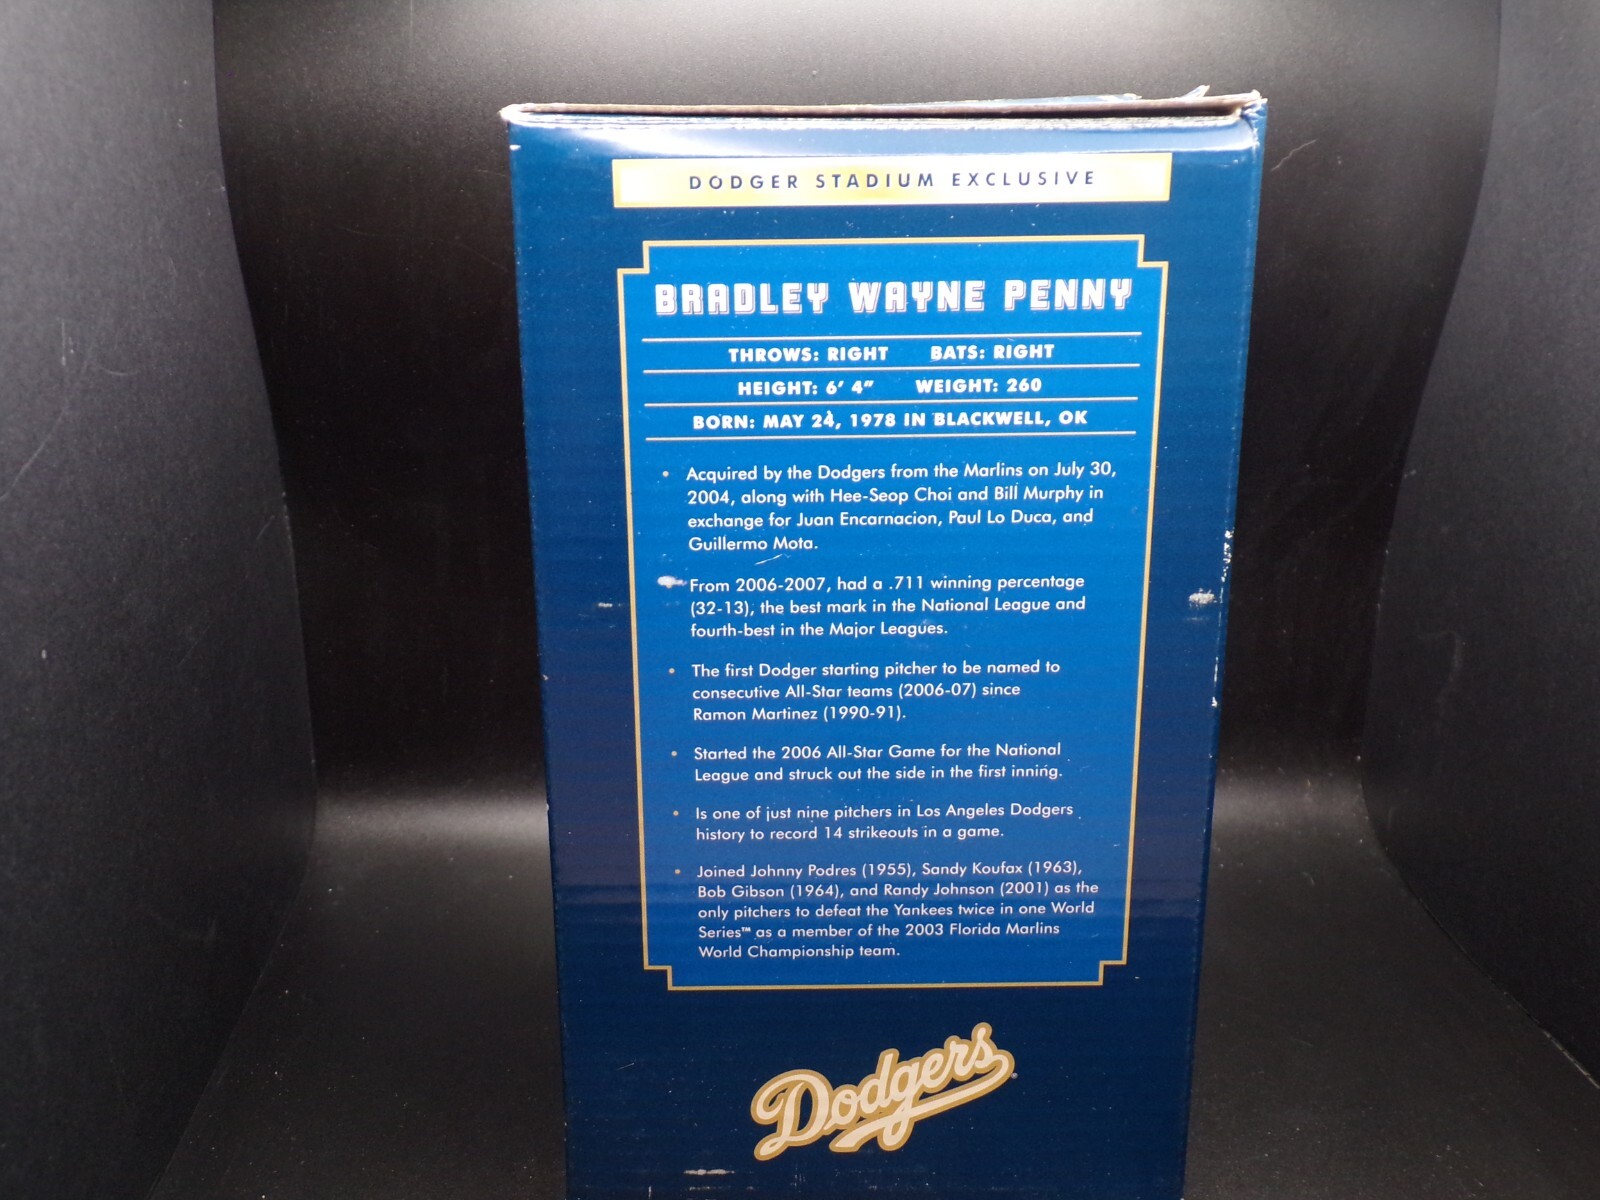 DODGER STADIUM EXCLUSIVE
BRADLEY WAYNE PENNY
THROWS: RIGHT BATS: RIGHT
HEIGHT: 6' 4" WEIGHT: 260
BORN: MAY 24, 1978 IN BLACKWELL, OK
• Acquired by the Dodgers from the Marlins on July 30,
2004, along with Hee-Seop Choi and Bill Murphy in
exchange for Juan Encarnacion, Paul Lo Duca, and
Guillermo Mota.
From 2006-2007, had a .711 winning percentage
(32-13), the best mark in the National League and
fourth-best in the Major Leagues.
• The first Dodger starting pitcher to be named to
consecutive All-Star teams (2006-07) since
Ramon Martinez (1990-91).
• Started the 2006 All-Star Game for the National
League and struck out the side in the first inning.
• Is one of just nine pitchers in Los Angeles Dodgers
history to record 14 strikeouts in a game.
• Joined Johnny Podres (1955), Sandy Koufax (1963),
Bob Gibson (1964), and Randy Johnson (2001) as the
only pitchers to defeat the Yankees twice in one World
Series™ as a member of the 2003 Florida Marlins
World Championship team.
Dodgers